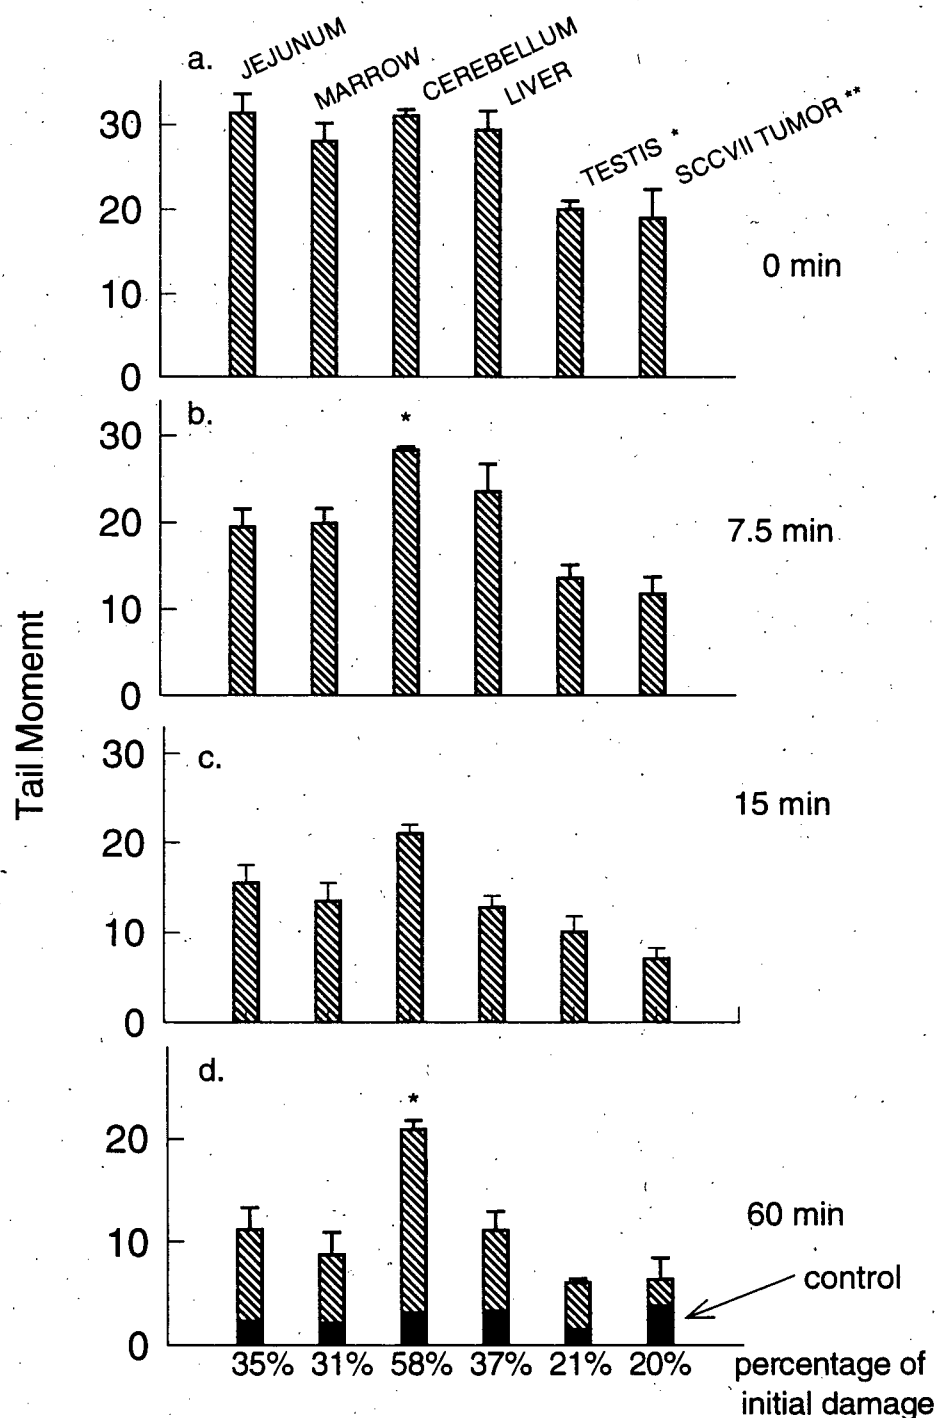 a.
JEJUNUM
MARROW
CEREBELLUM
LIVER
TESTIS *
SCCVII TUMOR **
30
20
10
0
0 min
b.
*
30
20
10
0
7.5 min
Tail Momemt
c.
30
20
10
0
15 min
d.
*
20
10
0
60 min
control
35% 31% 58% 37% 21% 20% percentage of
initial damage